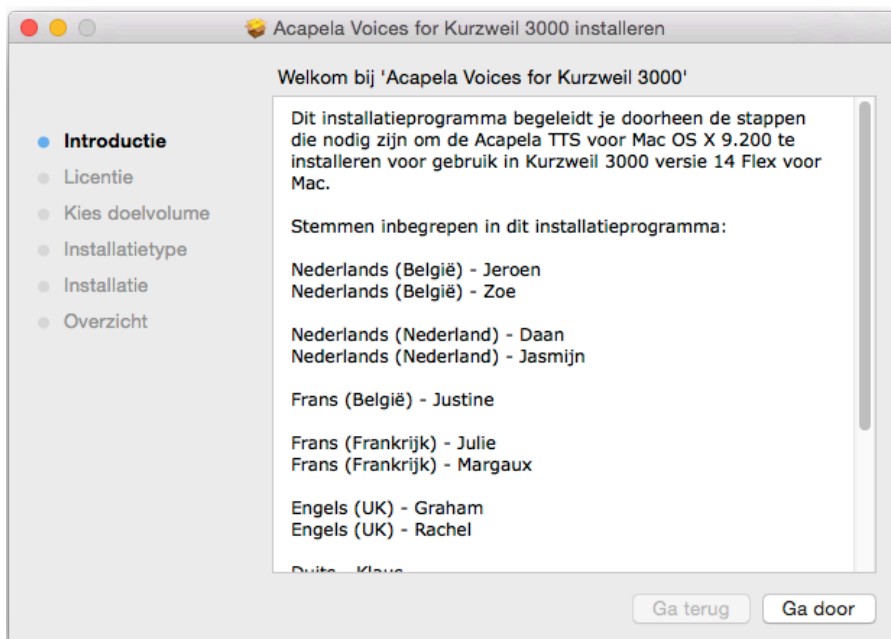 Acapela Voices for Kurzweil 3000 installeren
Welkom bij 'Acapela Voices for Kurzweil 3000'
Introductie
Licentie
Kies doelvolume
Installatietype
Installatie
Overzicht
Dit installatieprogramma begeleidt je doorheen de stappen
die nodig zijn om de Acapela TTS voor Mac OS X 9.200 te
installeren voor gebruik in Kurzweil 3000 versie 14 Flex voor
Mac.
Stemmen inbegrepen in dit installatieprogramma:
Nederlands (België) - Jeroen
Nederlands (België) - Zoe
Nederlands (Nederland) - Daan
Nederlands (Nederland) - Jasmijn
Frans (België) - Justine
Frans (Frankrijk) - Julie
Frans (Frankrijk) - Margaux
Engels (UK) - Graham
Engels (UK) - Rachel
Duits - Klaus
Ga terug
Ga door